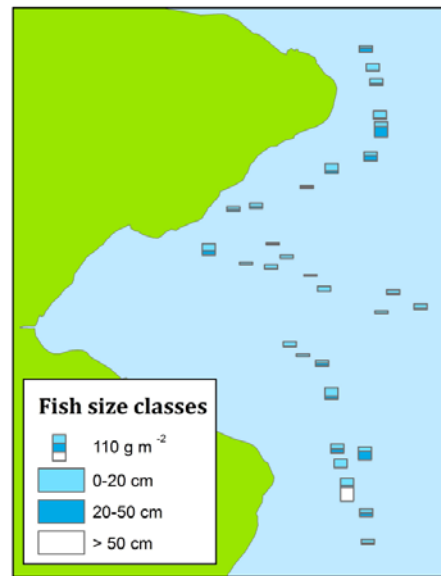 Fish size classes
110 g m -2
0-20 cm
20-50 cm
> 50 cm